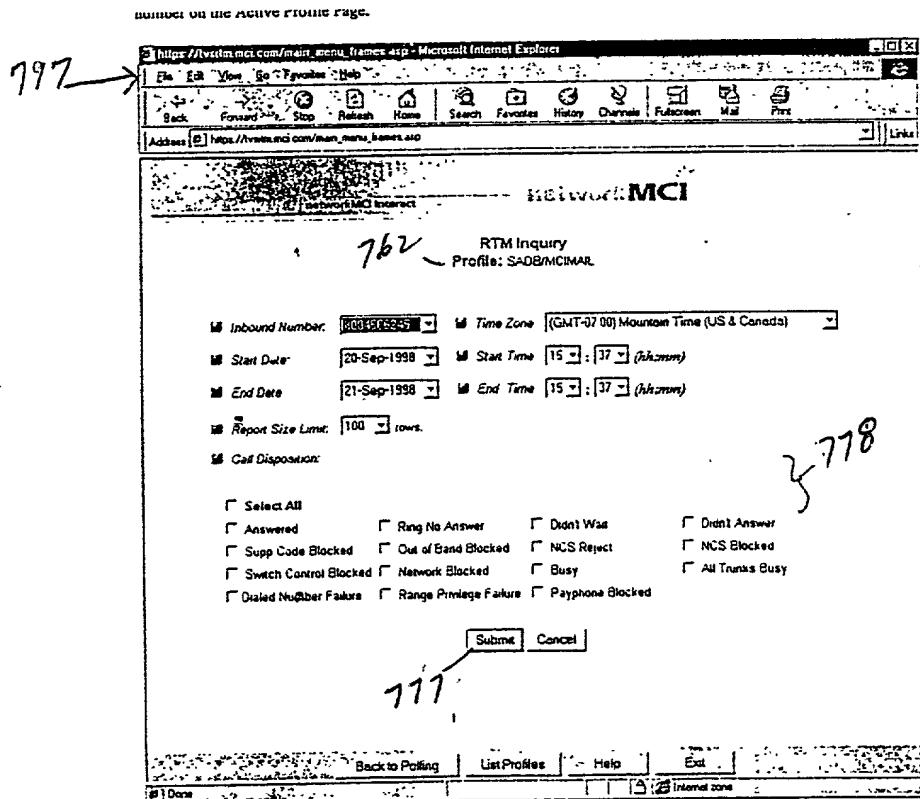 number on the Active Profile Page.
797
https://tvsrtm.mci.com/main_menu_frames.asp - Microsoft Internet Explorer
File Edit View Go Favorites Help
Back Forward Stop Refresh Home Search Favorites History Channels Fullscreen Mail Print
Address https://tvsrtm.mci.com/main_menu_frames.asp Links
networkMCI Interact
networkMCI
762
RTM Inquiry
Profile: SADB/MCIMAIL
Inbound Number: Time Zone (GMT-07:00) Mountain Time (US & Canada)
Start Date: 20-Sep-1998 Start Time 15 : 37 (hh:mm)
End Date 21-Sep-1998 End Time 15 : 37 (hh:mm)
Report Size Limit: 100 rows.
Call Disposition:
778
Select All
Answered Ring No Answer Didn't Wait Didn't Answer
Supp Code Blocked Out of Band Blocked NCS Reject NCS Blocked
Switch Control Blocked Network Blocked Busy All Trunks Busy
Dialed Number Failure Range Privilege Failure Payphone Blocked
Submit Cancel
777
Back to Polling List Profiles Help Exit
Done Internet zone